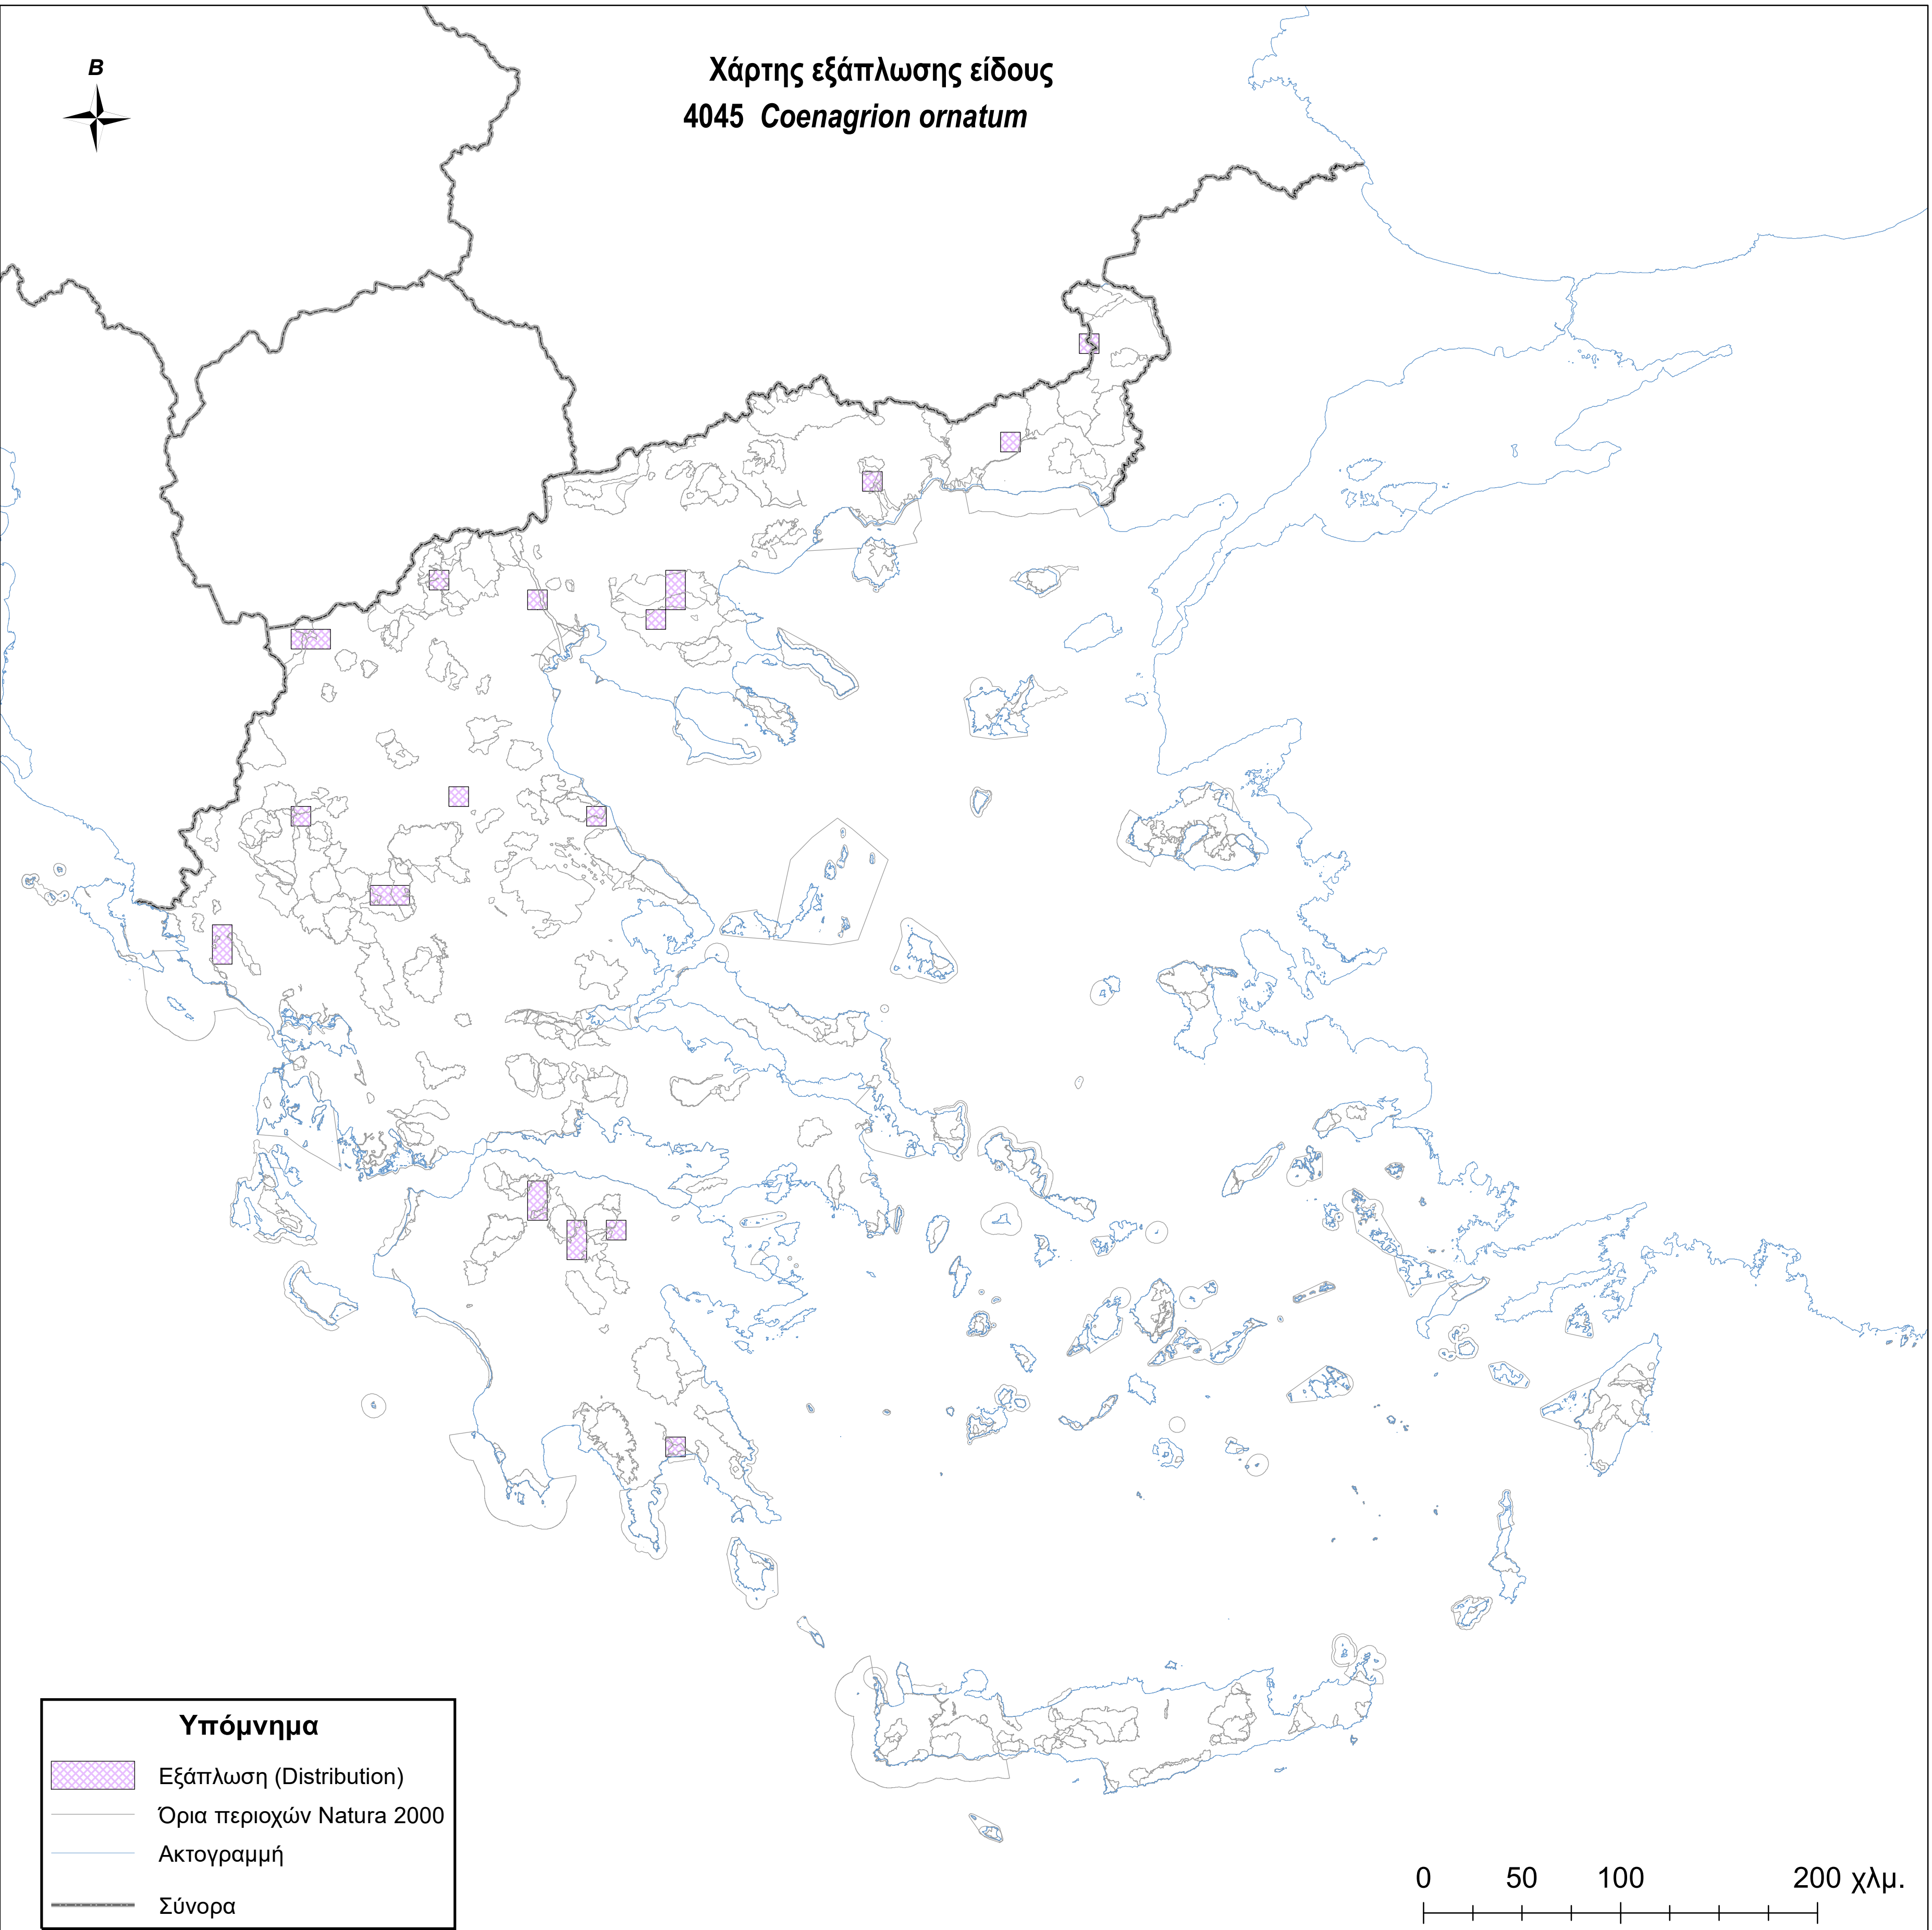 Β
Χάρτης εξάπλωσης είδους
4045 Coenagrion ornatum
Υπόμνημα
Εξάπλωση (Distribution)
Όρια περιοχών Natura 2000
Ακτογραμμή
Σύνορα
0 50 100 200 χλμ.